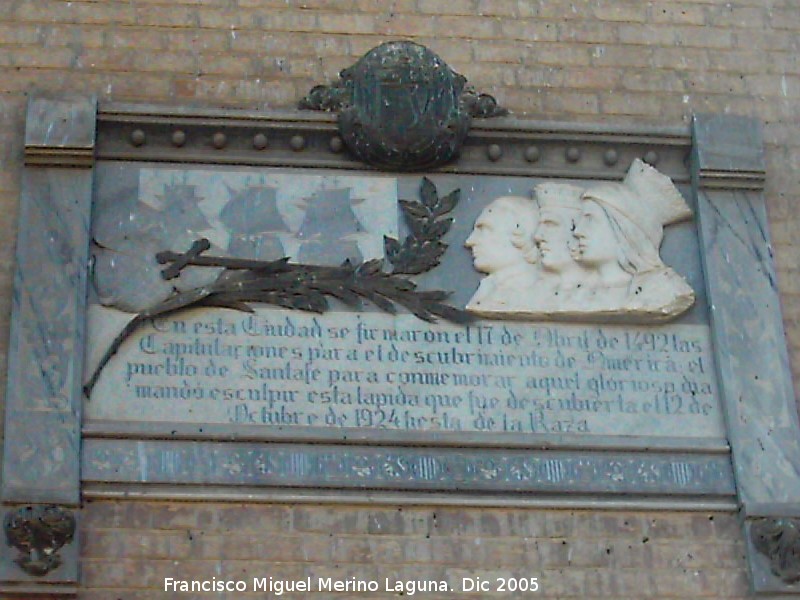 En esta Ciudad se firmaron el 17 de Abril de 1492 las
Capitulaciones para el descubrimiento de America: el
pueblo de Santafe para conmemorar aquel glorioso dia
mandó esculpir esta lapida que fue descubierta el 12 de
Octubre de 1924 fiesta de la Raza
Francisco Miguel Merino Laguna. Dic 2005